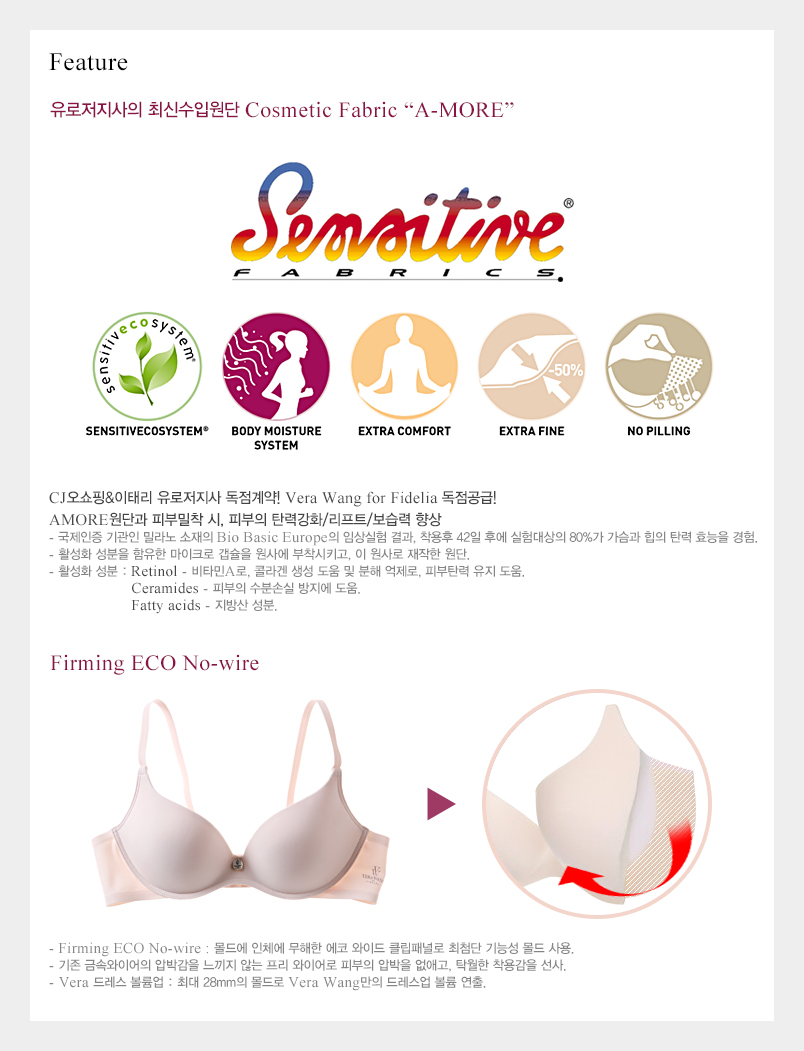 Feature
유로저지사의 최신수입원단 Cosmetic Fabric “A-MORE”
Sensitive®
FABRICS.
sensitivecosystem®
-50%
SENSITIVECOSYSTEM® BODY MOISTURE SYSTEM EXTRA COMFORT EXTRA FINE NO PILLING
CJ오쇼핑&이태리 유로저지사 독점계약! Vera Wang for Fidelia 독점공급!
AMORE원단과 피부밀착 시, 피부의 탄력강화/리프트/보습력 향상
- 국제인증 기관인 밀라노 소재의 Bio Basic Europe의 임상실험 결과, 착용후 42일 후에 실험대상의 80%가 가슴과 힙의 탄력 효능을 경험.
- 활성화 성분을 함유한 마이크로 갭슐을 원사에 부착시키고, 이 원사로 재작한 원단.
- 활성화 성분 : Retinol - 비타민A로, 콜라겐 생성 도움 및 분해 억제로, 피부탄력 유지 도움.
Ceramides - 피부의 수분손실 방지에 도움.
Fatty acids - 지방산 성분.
Firming ECO No-wire
- Firming ECO No-wire : 몰드에 인체에 무해한 에코 와이드 클립패널로 최첨단 기능성 몰드 사용.
- 기존 금속와이어의 압박감을 느끼지 않는 프리 와이어로 피부의 압박을 없애고, 탁월한 착용감을 선사.
- Vera 드레스 볼륨업 : 최대 28mm의 몰드로 Vera Wang만의 드레스업 볼륨 연출.